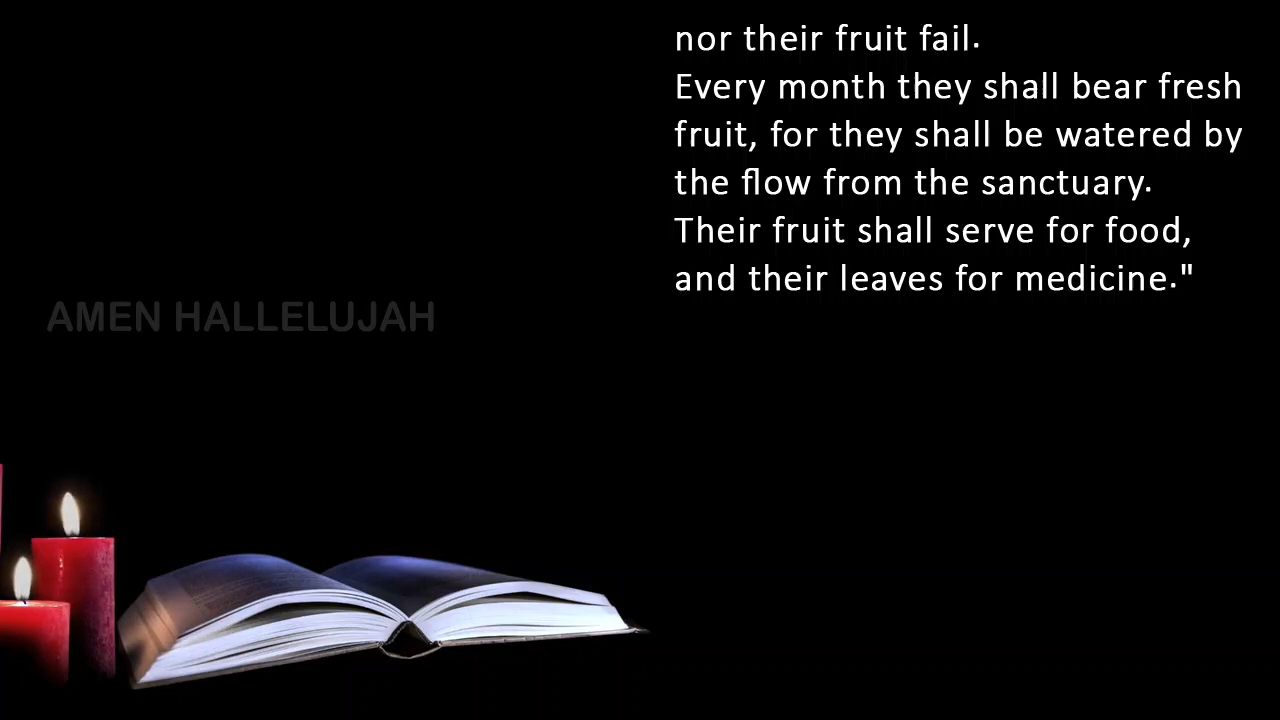 nor their fruit fail.
Every month they shall bear fresh
fruit, for they shall be watered by
the flow from the sanctuary.
Their fruit shall serve for food,
and their leaves for medicine."
AMEN HALLELUJAH